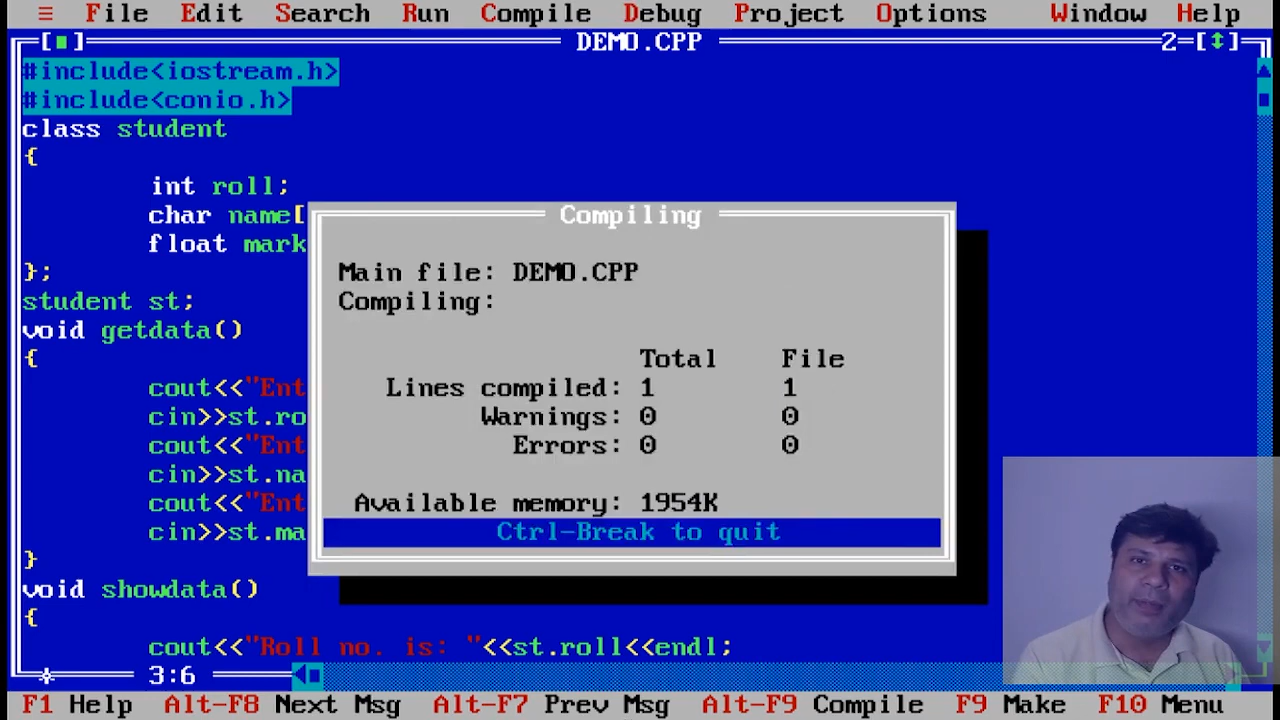 ≡ File Edit Search Run Compile Debug Project Options Window Help
DEMO.CPP 2
#include<iostream.h>
#include<conio.h>
class student
{
int roll;
char name[
float mark
};
student st;
void getdata()
{
cout<<"Ent
cin>>st.ro
cout<<"Ent
cin>>st.na
cout<<"Ent
cin>>st.ma
}
void showdata()
{
cout<<"Roll no. is: "<<st.roll<<endl;
3:6
Compiling
Main file: DEMO.CPP
Compiling:
Total File
Lines compiled: 1 1
Warnings: 0 0
Errors: 0 0
Available memory: 1954K
Ctrl-Break to quit
F1 Help Alt-F8 Next Msg Alt-F7 Prev Msg Alt-F9 Compile F9 Make F10 Menu